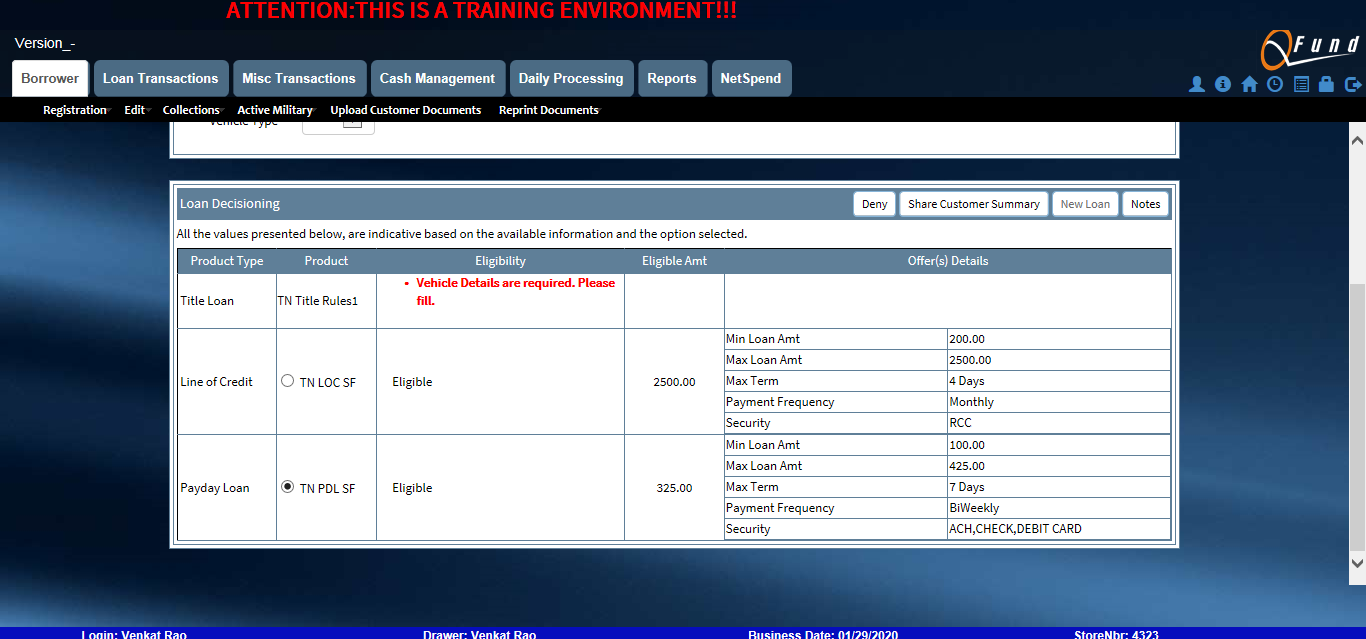 ATTENTION:THIS IS A TRAINING ENVIRONMENT!!!
Version_-
QFund
Borrower Loan Transactions Misc Transactions Cash Management Daily Processing Reports NetSpend
Registration Edit Collections Active Military Upload Customer Documents Reprint Documents
Vehicle Type
Loan Decisioning Deny Share Customer Summary New Loan Notes
All the values presented below, are indicative based on the available information and the option selected.
Product Type Product Eligibility Eligible Amt Offer(s) Details
Title Loan TN Title Rules1 • Vehicle Details are required. Please
fill.
Line of Credit TN LOC SF Eligible 2500.00
Min Loan Amt 200.00
Max Loan Amt 2500.00
Max Term 4 Days
Payment Frequency Monthly
Security RCC
Payday Loan TN PDL SF Eligible 325.00
Min Loan Amt 100.00
Max Loan Amt 425.00
Max Term 7 Days
Payment Frequency BiWeekly
Security ACH,CHECK,DEBIT CARD
Login: Venkat Rao Drawer: Venkat Rao Business Date: 01/29/2020 StoreNbr: 4323